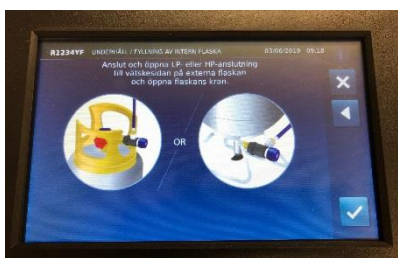 R1234YF UNDERHÅLL / FYLLNING AV INTERN FLASKA 03/06/2019 09:18
Anslut och öppna LP- eller HP-anslutning
till vätskesidan på externa flaskan
och öppna flaskans kran.
OR